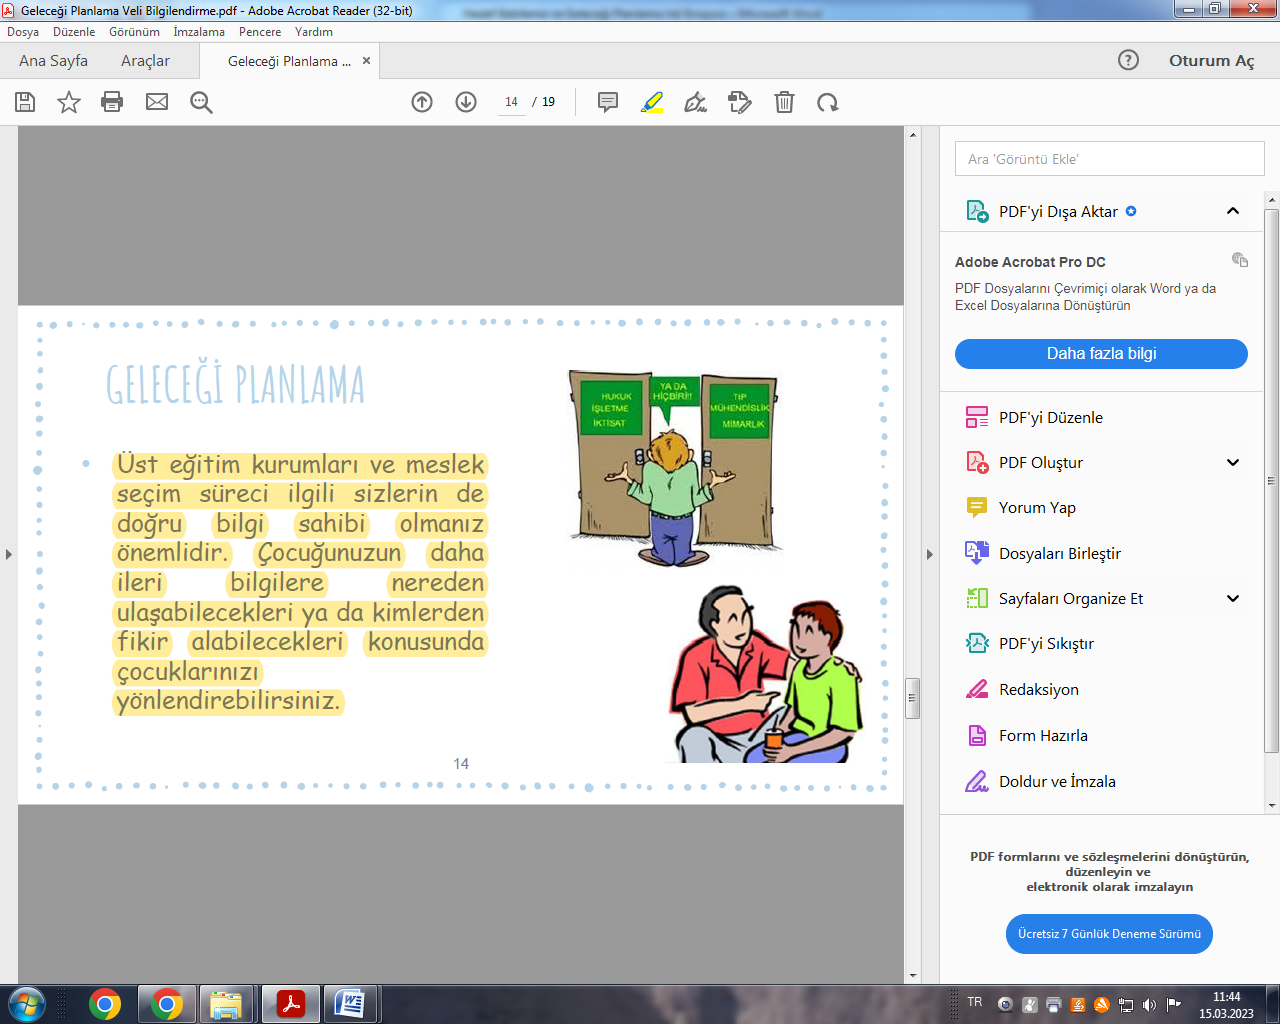 Geleceği Planlama Veli Bilgilendirme.pdf - Adobe Acrobat Reader (32-bit)
Dosya Düzenle Görünüm İmzalama Pencere Yardım
Ana Sayfa Araçlar Geleceği Planlama ... × Oturum Aç
14 / 19
Ara 'Görüntü Ekle'
PDF'yi Dışa Aktar
Adobe Acrobat Pro DC
PDF Dosyalarını Çevrimiçi olarak Word ya da
Excel Dosyalarına Dönüştürün
Daha fazla bilgi
PDF'yi Düzenle
PDF Oluştur
Yorum Yap
Dosyaları Birleştir
Sayfaları Organize Et
PDF'yi Sıkıştır
Redaksiyon
Form Hazırla
Doldur ve İmzala
PDF formlarını ve sözleşmelerini dönüştürün,
düzenleyin ve
elektronik olarak imzalayın
Ücretsiz 7 Günlük Deneme Sürümü
GELECEĞİ PLANLAMA
• Üst eğitim kurumları ve meslek
seçim süreci ilgili sizlerin de
doğru bilgi sahibi olmanız
önemlidir. Çocuğunuzun daha
ileri bilgilere nereden
ulaşabilecekleri ya da kimlerden
fikir alabilecekleri konusunda
çocuklarınızı
yönlendirebilirsiniz.
HUKUK
İŞLETME
İKTİSAT
YA DA
HİÇBİRİ!!
TIP
MÜHENDİSLİK
MİMARLIK
14
TR
11:44
15.03.2023